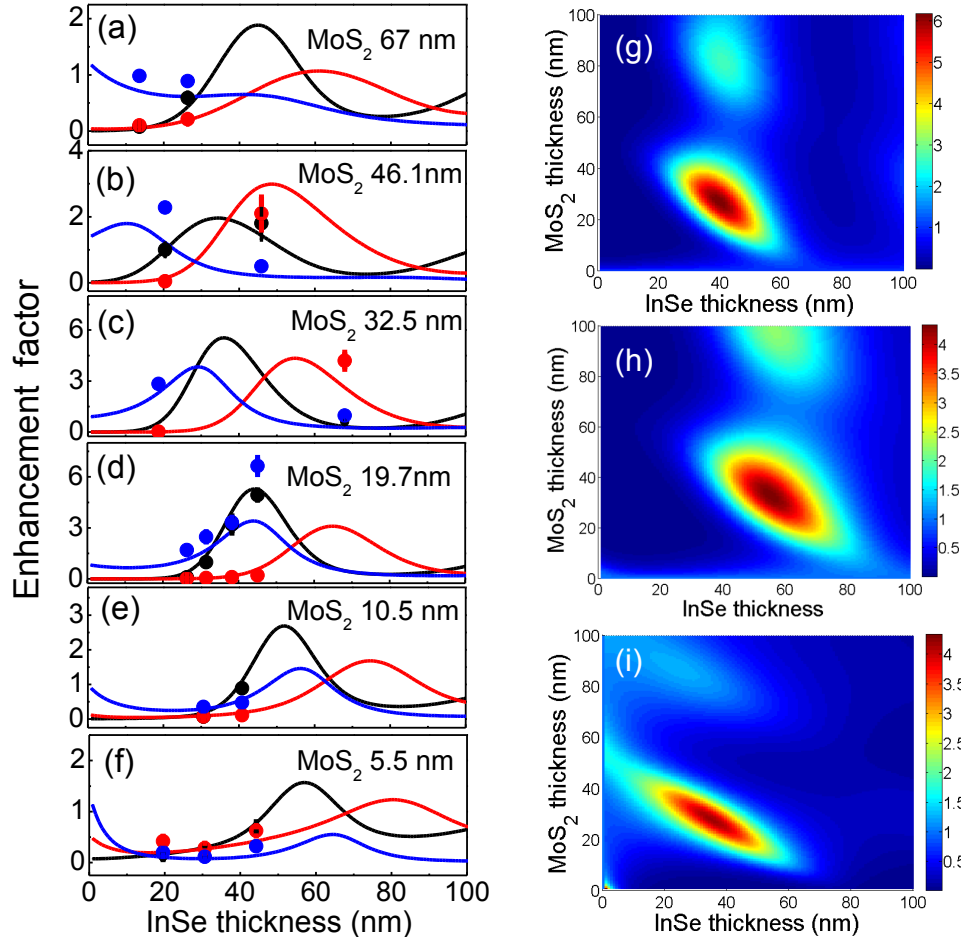 Enhancement factor
(a)
MoS2 67 nm
2
1
0
(b)
MoS2 46.1nm
4
2
0
(c)
MoS2 32.5 nm
6
3
0
(d)
MoS2 19.7nm
6
3
0
(e)
MoS2 10.5 nm
3
2
1
0
(f)
MoS2 5.5 nm
2
1
0
0 20 40 60 80 100
InSe thickness (nm)
(g)
MoS2 thickness (nm)
100
80
60
40
20
0
0 20 40 60 80 100
InSe thickness (nm)
6
5
4
3
2
1
(h)
MoS2 thickness (nm)
100
80
60
40
20
0
0 20 40 60 80 100
InSe thickness
4
3.5
3
2.5
2
1.5
1
0.5
(i)
MoS2 thickness (nm)
100
80
60
40
20
0
0 20 40 60 80 100
InSe thickness (nm)
4
3.5
3
2.5
2
1.5
1
0.5